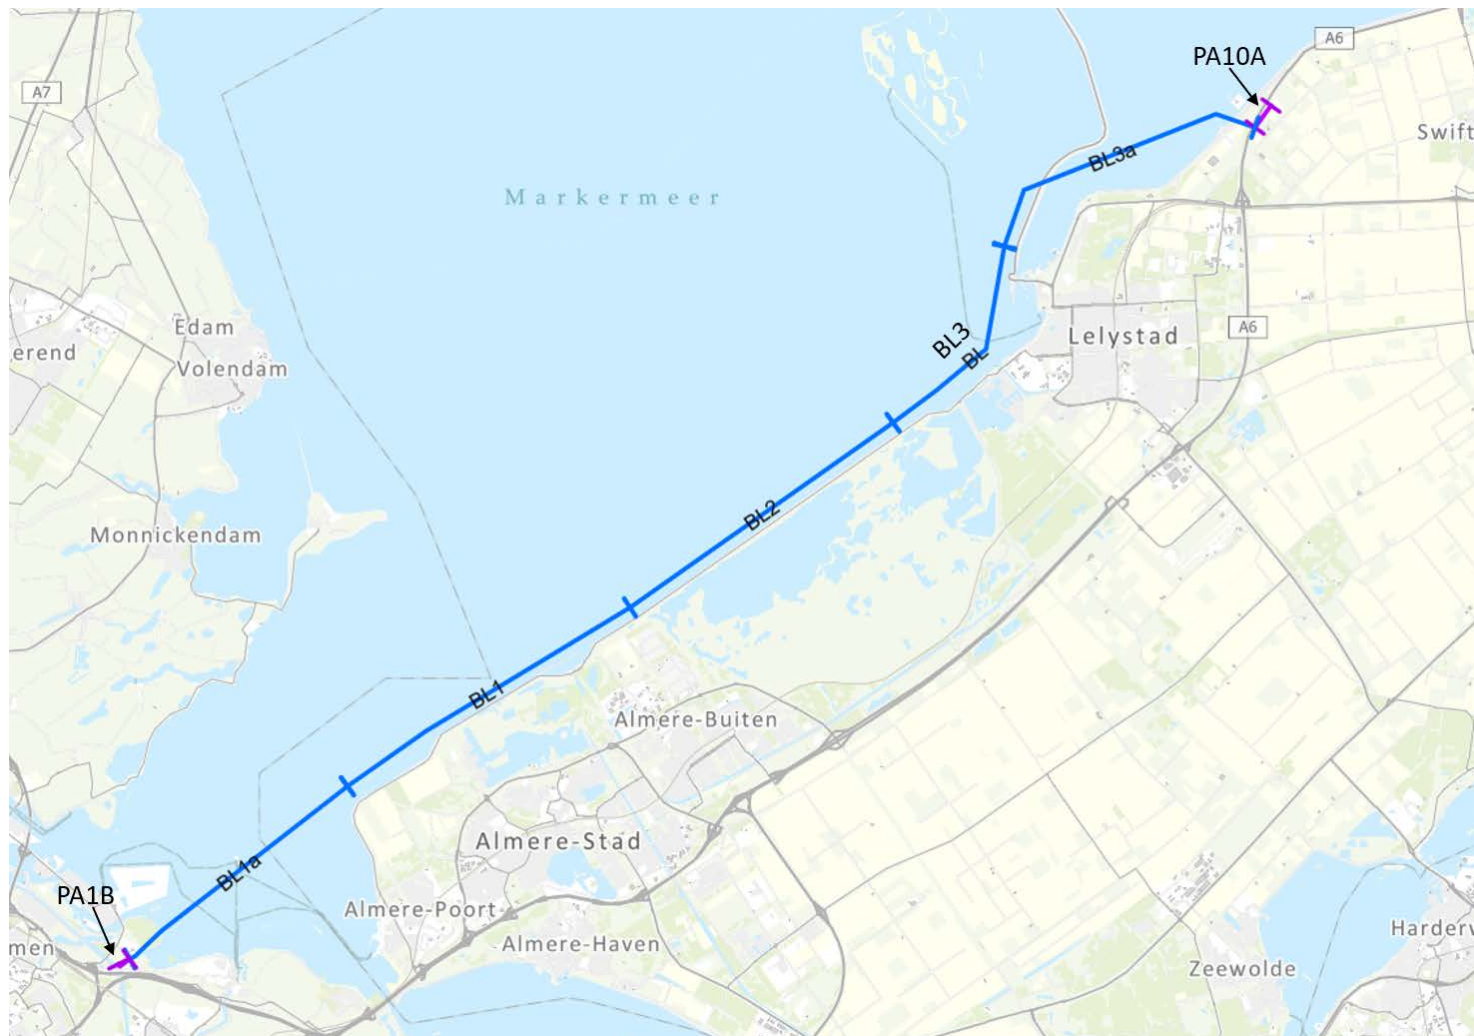 A6
PA10A
A7
Swift
BL3a
Markermeer
Edam
Volendam
erend
BL3
BL
Lelystad
A6
BL2
Monnickendam
BL1
Almere-Buiten
Almere-Stad
BL1a
PA1B
Almere-Poort
Almere-Haven
men
Harderw
Zeewolde